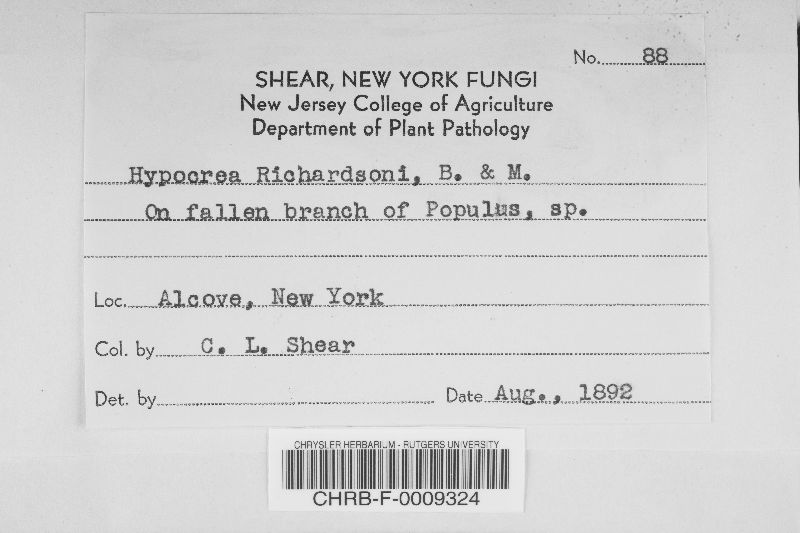 No. 88
SHEAR, NEW YORK FUNGI
New Jersey College of Agriculture
Department of Plant Pathology
Hypocrea Richardsoni, B. & M.
On fallen branch of Populus, sp.
Loc. Alcove, New York
Col. by C. L. Shear
Det. by Date Aug., 1892
CHRYSLER HERBARIUM - RUTGERS UNIVERSITY
CHRB-F-0009324